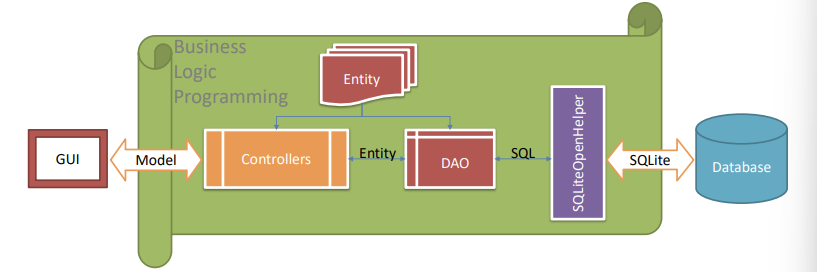 Business
Logic
Programming
Entity
GUI
Model
Controllers
Entity
DAO
SQL
SQLiteOpenHelper
SQLite
Database